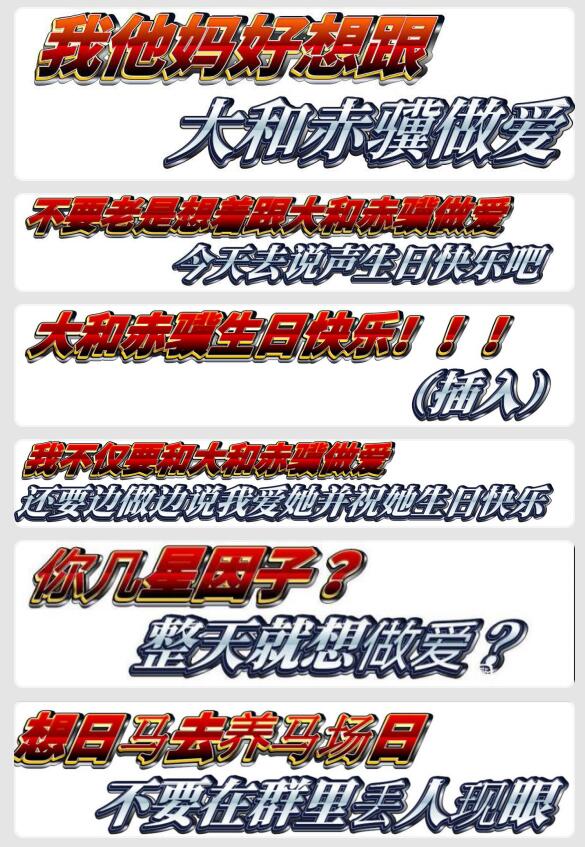 我他妈好想跟
大和赤骥做爱
不要老是想着跟大和赤骥做爱
今天去说声生日快乐吧
大和赤骥生日快乐！！！
（插入）
我不仅要和大和赤骥做爱
还要边做边说我爱她并祝她生日快乐
你几星因子？
整天就想做爱？
想日马去养马场日
不要在群里丢人现眼